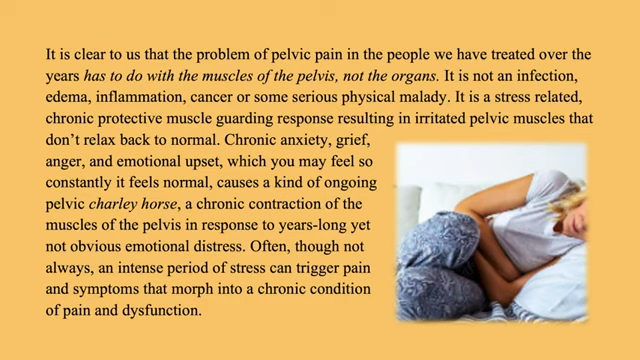 It is clear to us that the problem of pelvic pain in the people we have treated over the
years has to do with the muscles of the pelvis, not the organs. It is not an infection,
edema, inflammation, cancer or some serious physical malady. It is a stress related,
chronic protective muscle guarding response resulting in irritated pelvic muscles that
don’t relax back to normal. Chronic anxiety, grief,
anger, and emotional upset, which you may feel so
constantly it feels normal, causes a kind of ongoing
pelvic charley horse, a chronic contraction of the
muscles of the pelvis in response to years-long yet
not obvious emotional distress. Often, though not
always, an intense period of stress can trigger pain
and symptoms that morph into a chronic condition
of pain and dysfunction.